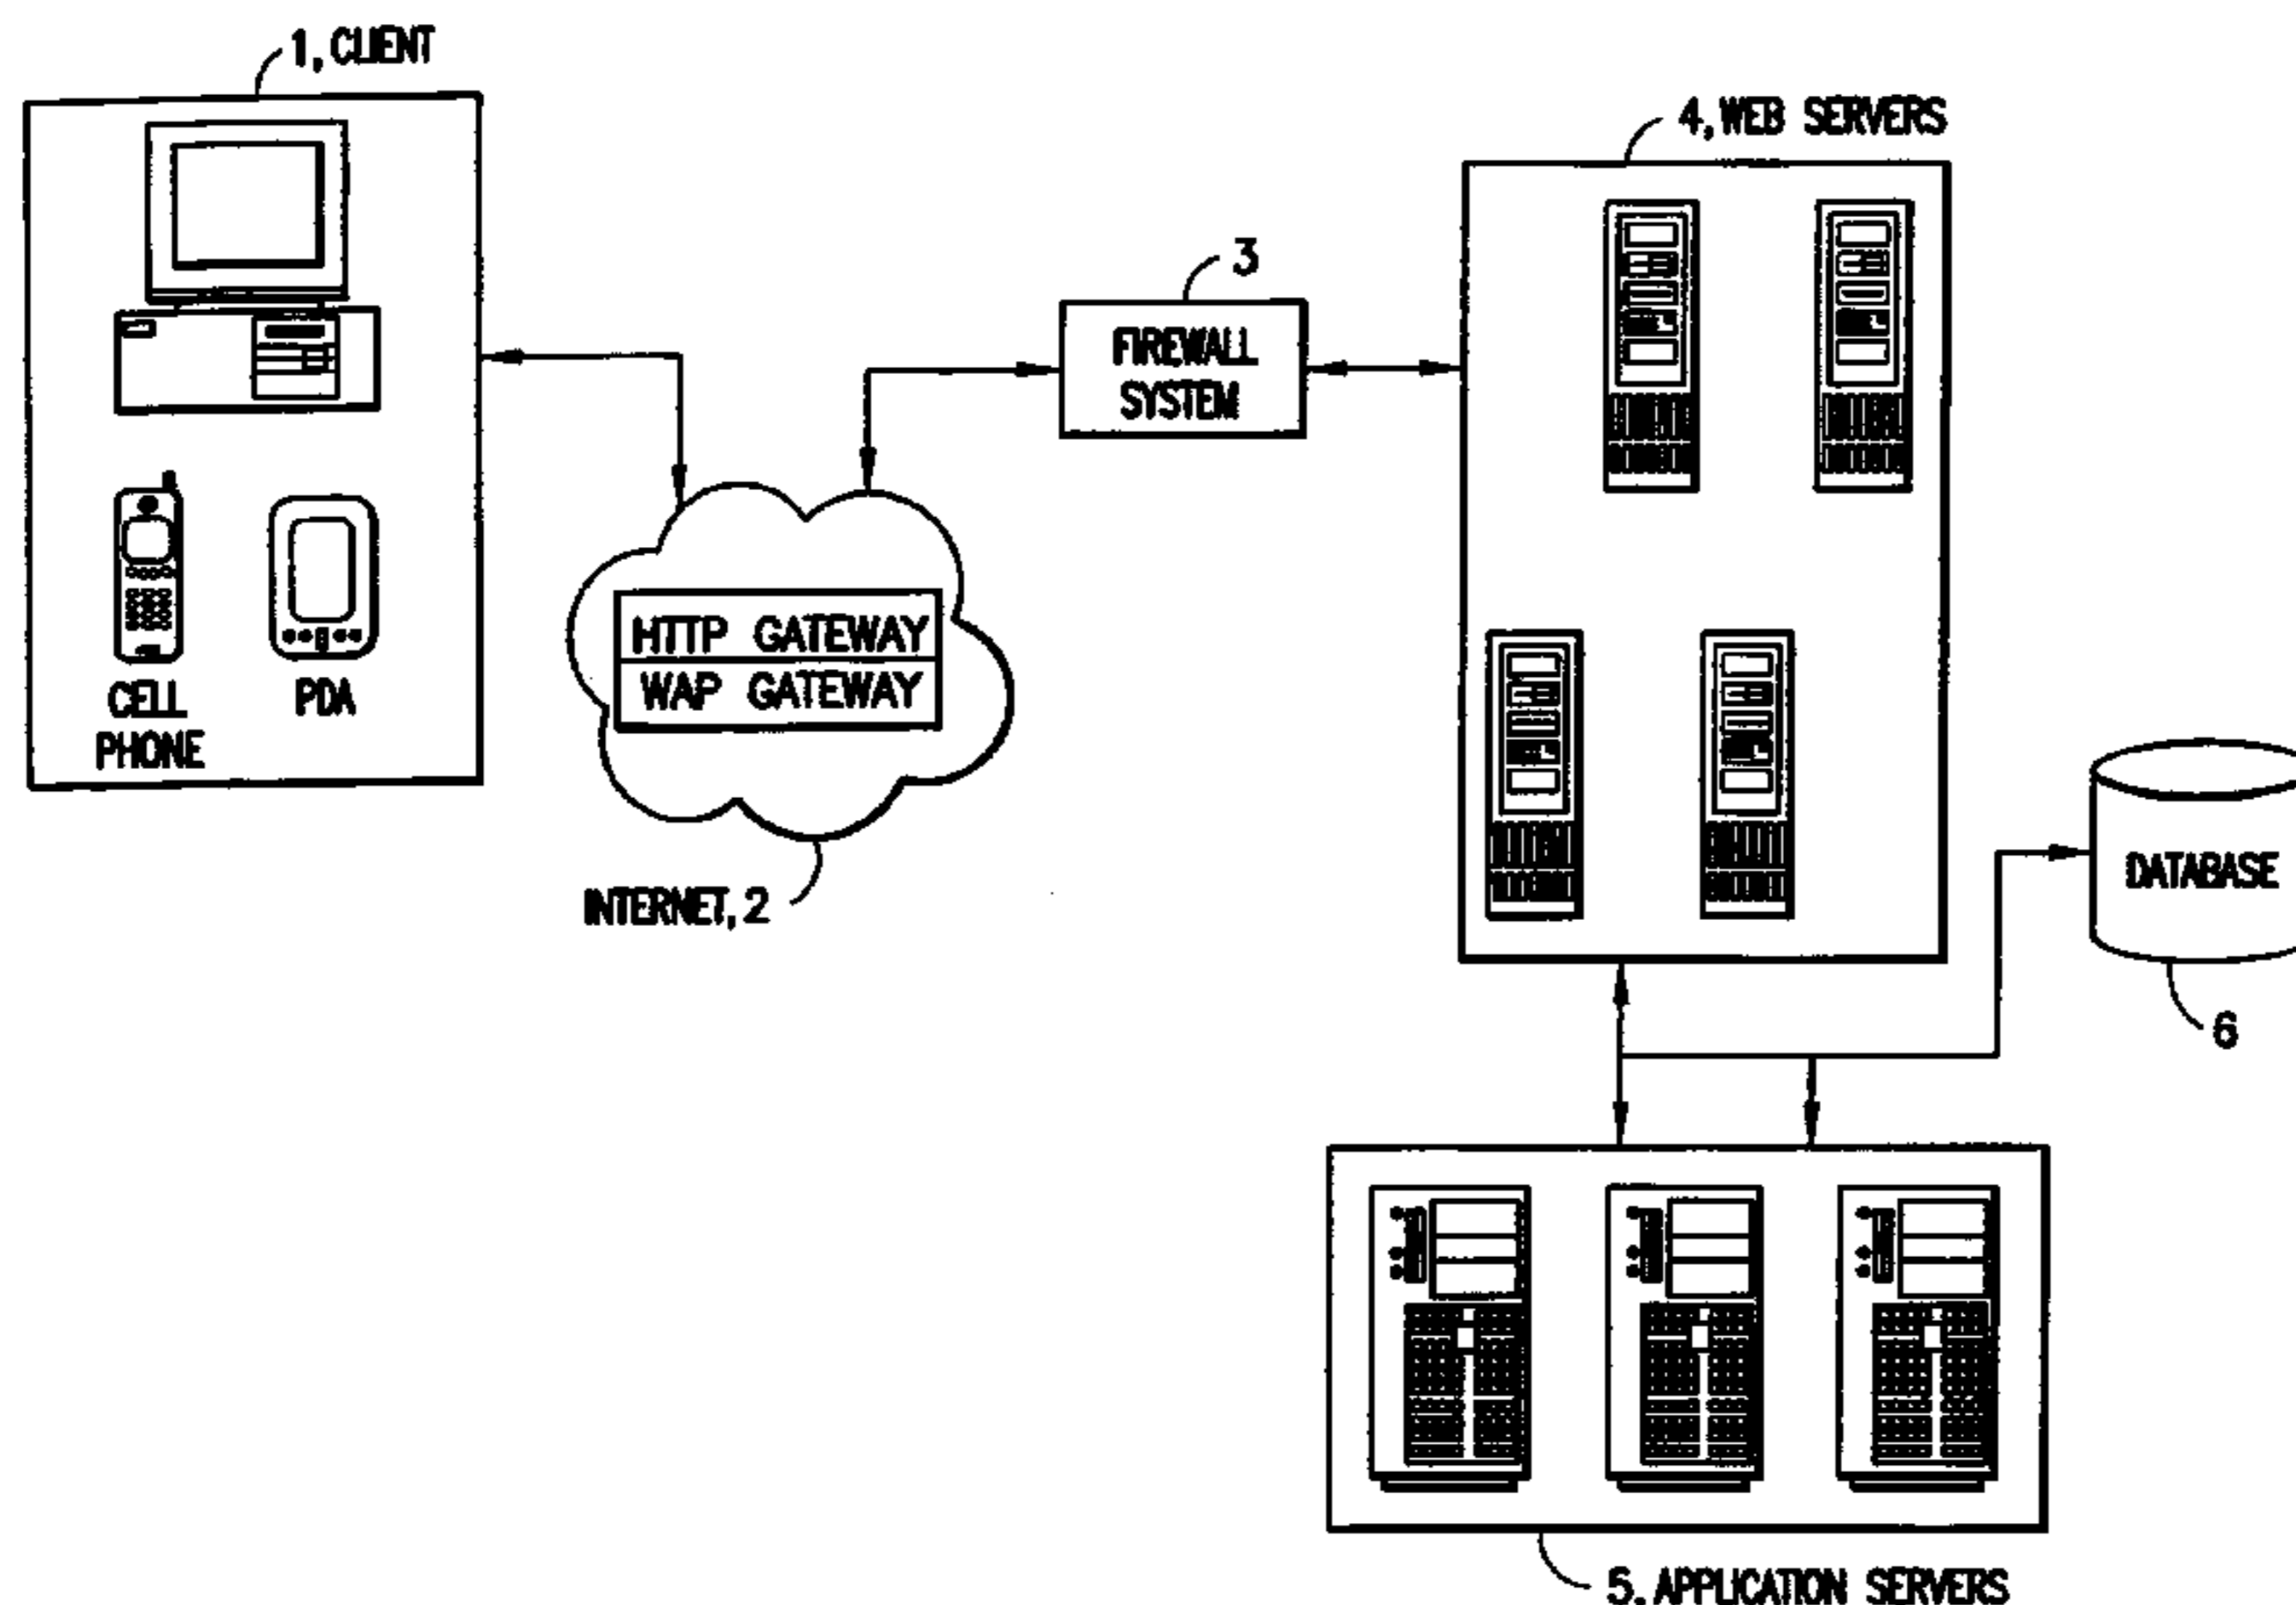 1, CLIENT
CELL
PHONE
PDA
HTTP GATEWAY
WAP GATEWAY
INTERNET, 2
3
FIREWALL
SYSTEM
4, WEB SERVERS
DATABASE
6
5, APPLICATION SERVERS